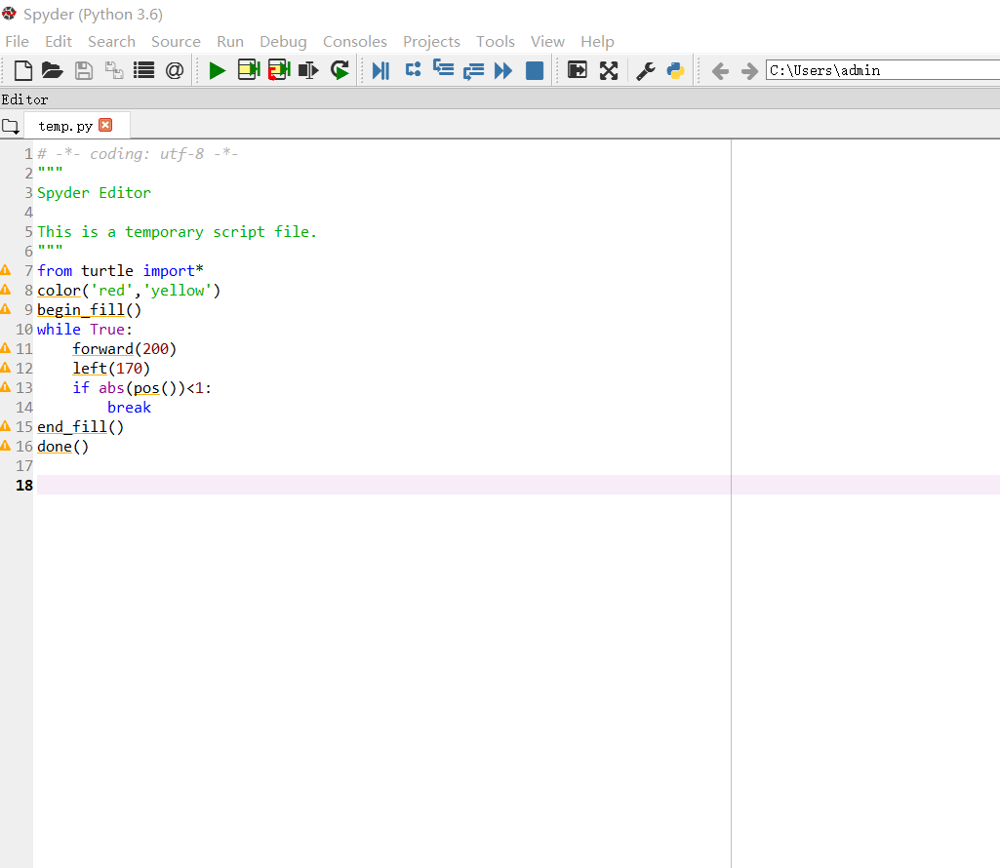 Spyder (Python 3.6)
File Edit Search Source Run Debug Consoles Projects Tools View Help
C:\Users\admin
Editor
temp.py
1 # -*- coding: utf-8 -*-
2 """
3 Spyder Editor
4
5 This is a temporary script file.
6 """
7 from turtle import*
8 color('red','yellow')
9 begin_fill()
10 while True:
11     forward(200)
12     left(170)
13     if abs(pos())<1:
14         break
15 end_fill()
16 done()
17
18